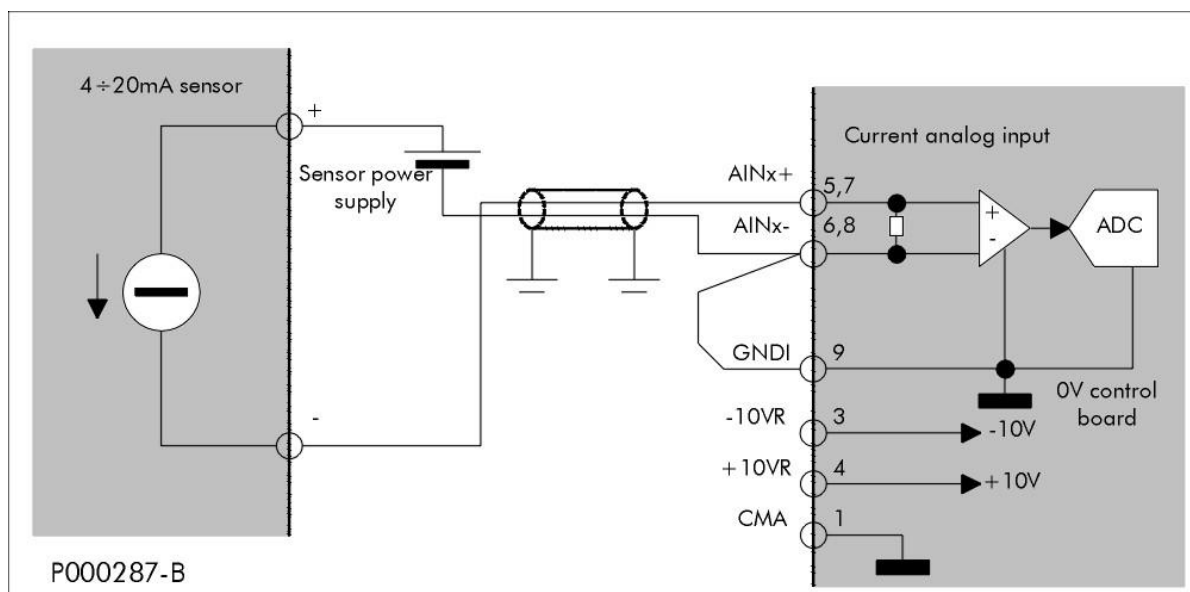 4÷20mA sensor
+
Sensor power
supply
-
P000287-B
Current analog input
AINx+
5,7
AINx-
6,8
+
-
ADC
GNDI
9
0V control
board
-10VR
3
-10V
+10VR
4
+10V
CMA
1